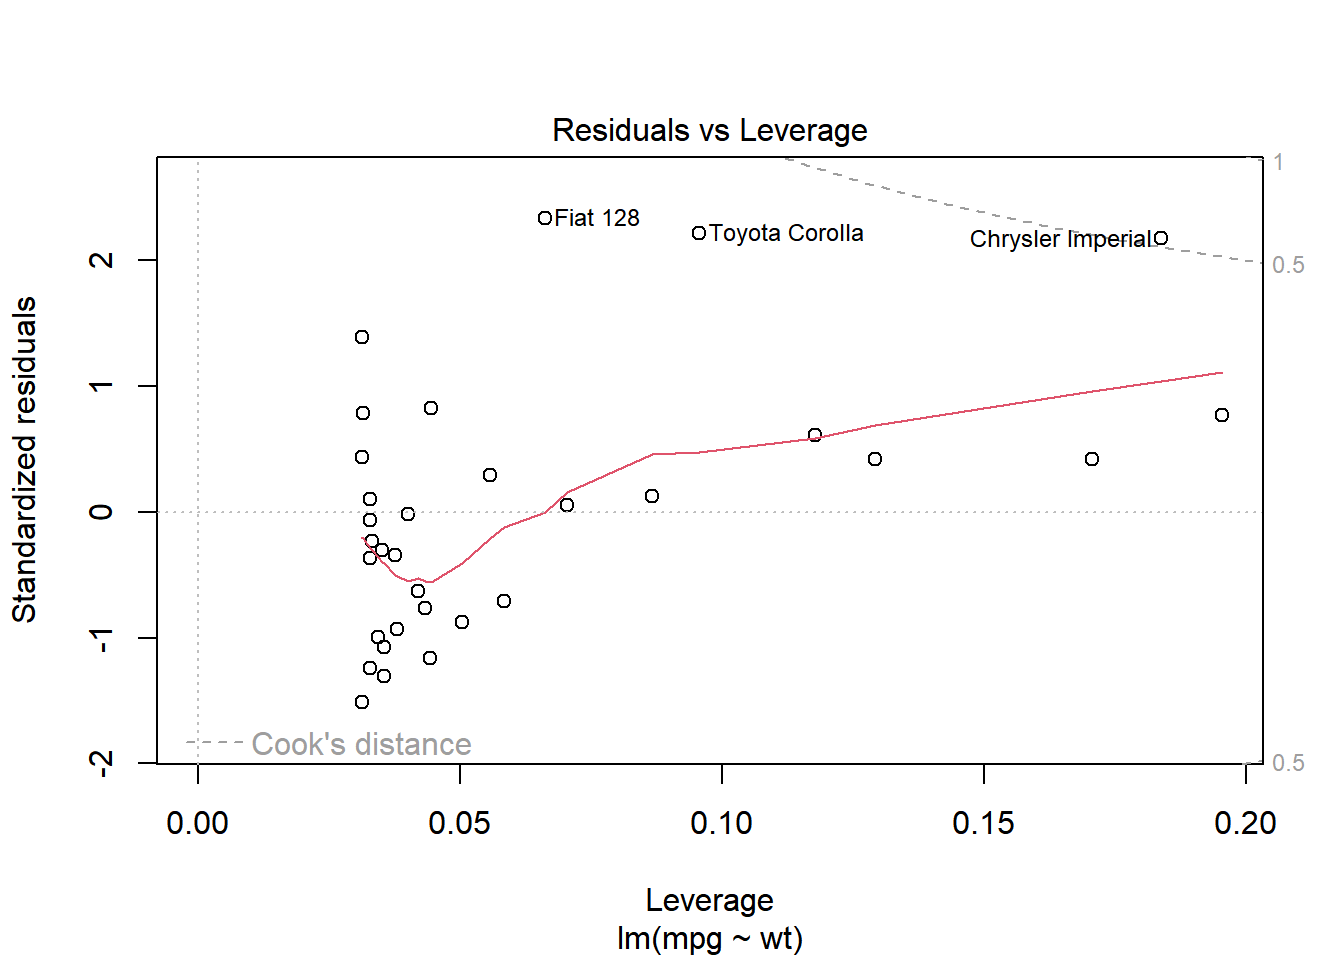 Residuals vs Leverage
1
Fiat 128
Toyota Corolla
Chrysler Imperial
0.5
2
1
0
-1
-2
Standardized residuals
Cook's distance
0.5
0.00 0.05 0.10 0.15 0.20
Leverage
lm(mpg ~ wt)